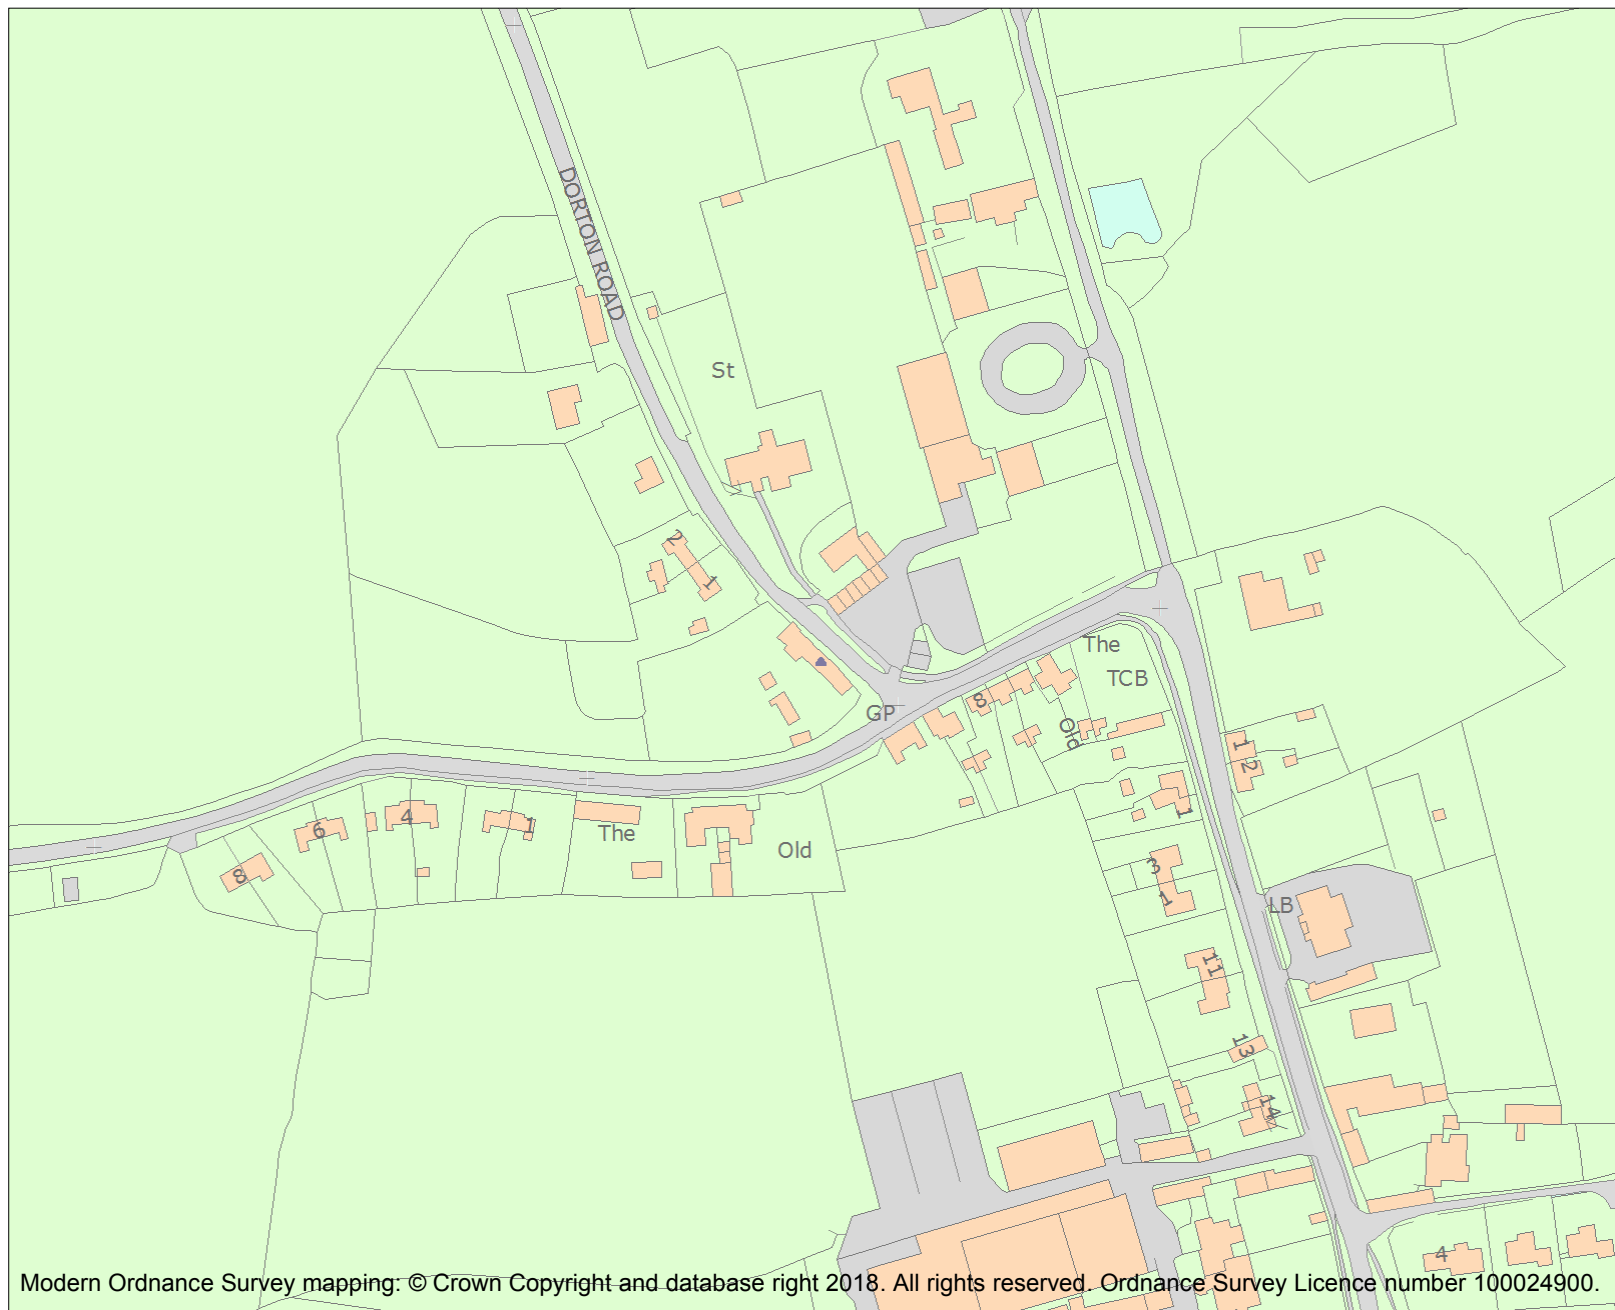 DORTON ROAD
St
2
1
The
TCB
8
GP
Old
1
2
6
4
1
The
Old
8
1
3
1
LB
11
13
14
4
Modern Ordnance Survey mapping: © Crown Copyright and database right 2018. All rights reserved. Ordnance Survey Licence number 100024900.